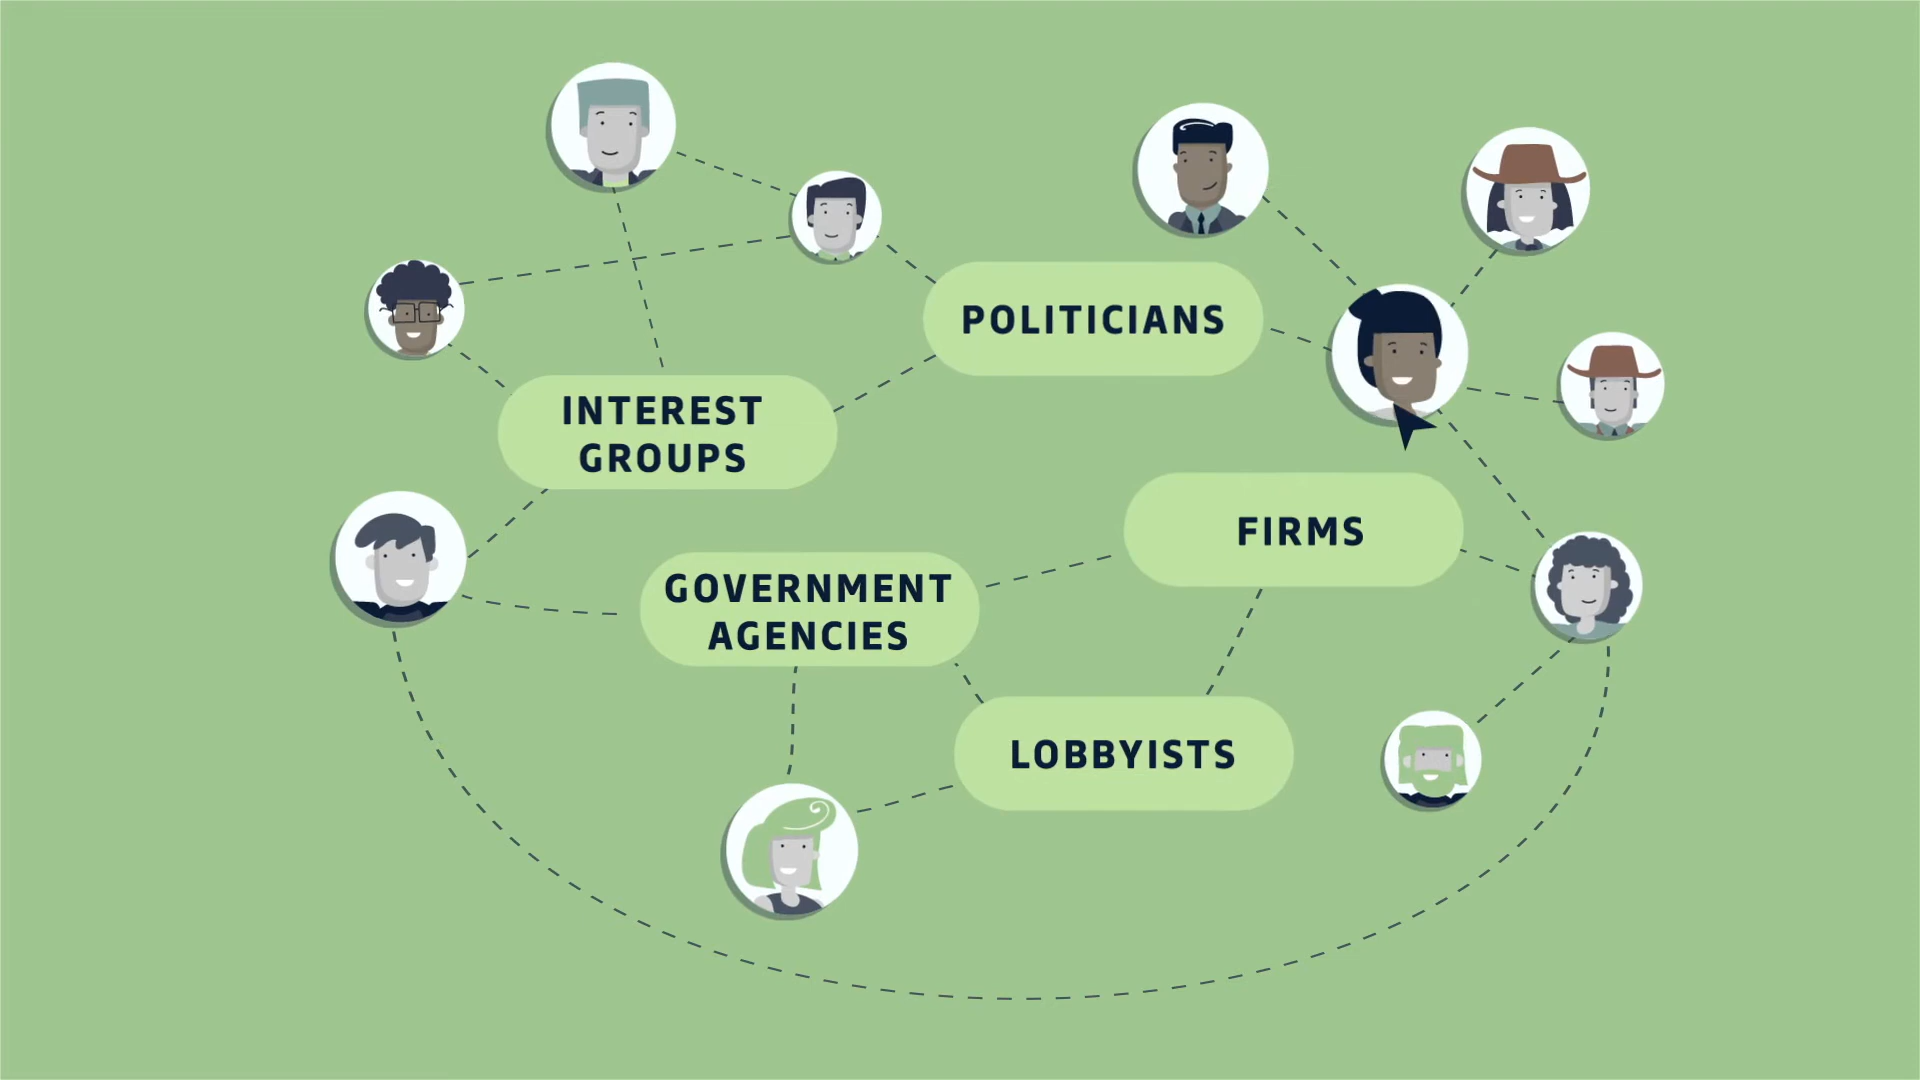 POLITICIANS
INTEREST
GROUPS
FIRMS
GOVERNMENT
AGENCIES
LOBBYISTS